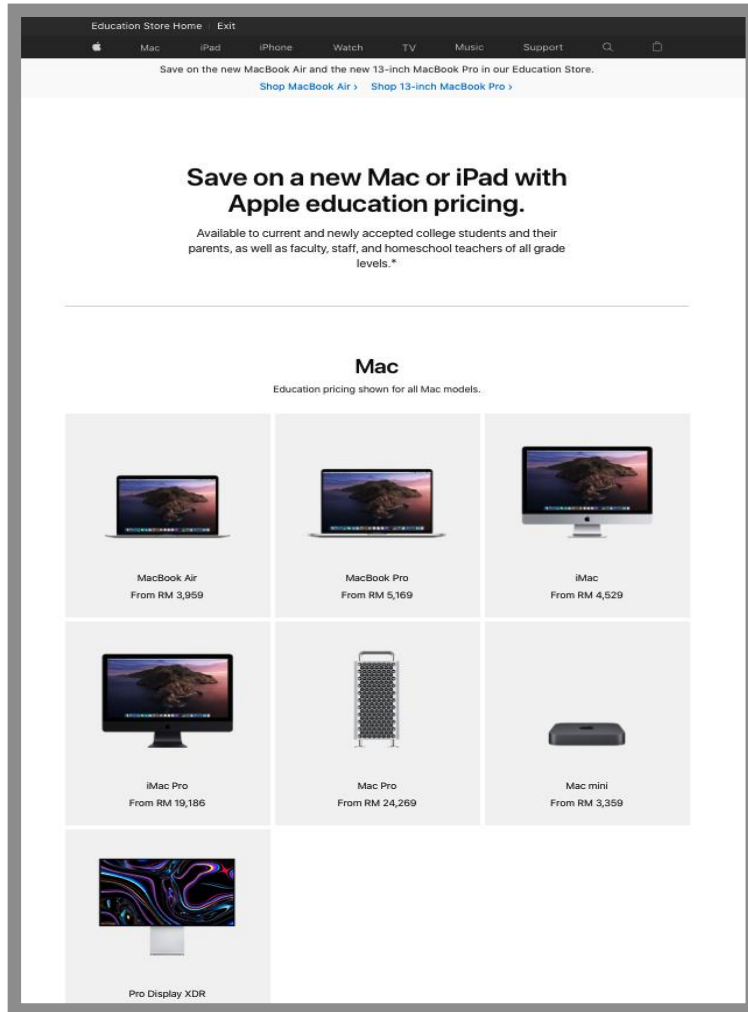 Education Store Home Exit
Mac iPad iPhone Watch TV Music Support
Save on the new MacBook Air and the new 13-inch MacBook Pro in our Education Store.
Shop MacBook Air › Shop 13-inch MacBook Pro ›
Save on a new Mac or iPad with
Apple education pricing.
Available to current and newly accepted college students and their
parents, as well as faculty, staff, and homeschool teachers of all grade
levels.*
Mac
Education pricing shown for all Mac models.
MacBook Air
From RM 3,959
MacBook Pro
From RM 5,169
iMac
From RM 4,529
iMac Pro
From RM 19,186
Mac Pro
From RM 24,269
Mac mini
From RM 3,359
Pro Display XDR